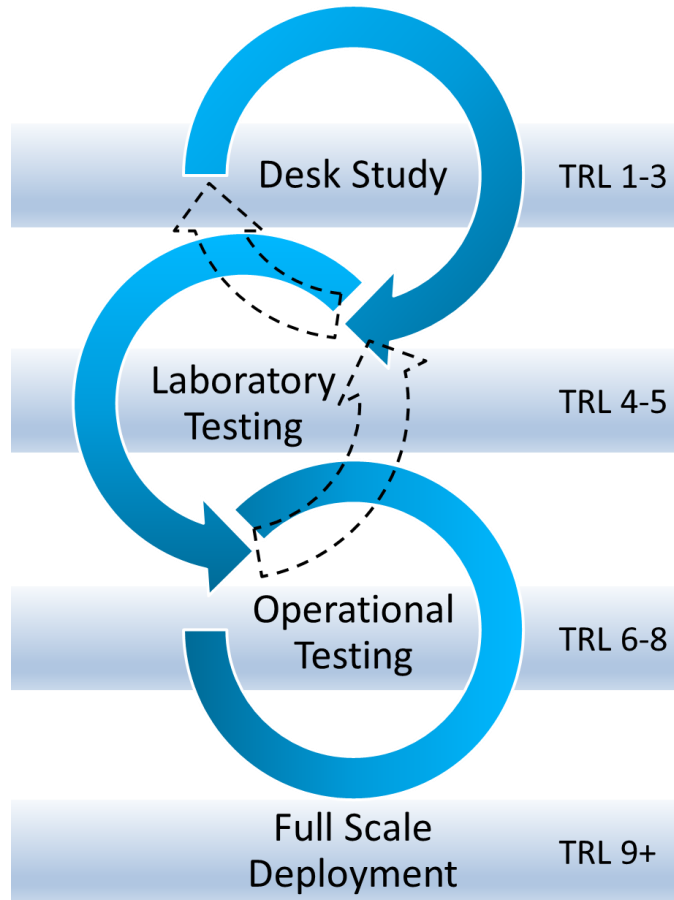 Desk Study
TRL 1-3
Laboratory
Testing
TRL 4-5
Operational
Testing
TRL 6-8
Full Scale
Deployment
TRL 9+